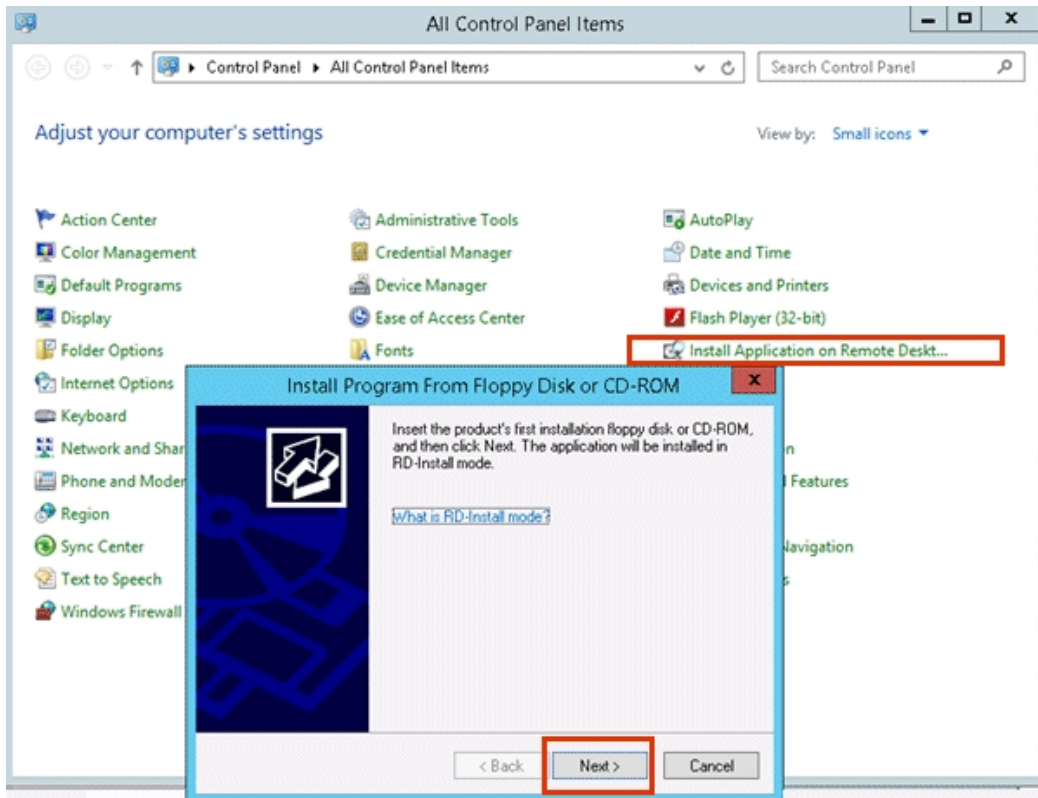 All Control Panel Items
Control Panel
All Control Panel Items
Search Control Panel
Adjust your computer's settings
View by: Small icons
Action Center
Administrative Tools
AutoPlay
Color Management
Credential Manager
Date and Time
Default Programs
Device Manager
Devices and Printers
Display
Ease of Access Center
Flash Player (32-bit)
Folder Options
Fonts
Install Application on Remote Deskt...
Internet Options
Keyboard
Network and Shar
Phone and Moder
Features
Region
Sync Center
Navigation
Text to Speech
Windows Firewall
Install Program From Floppy Disk or CD-ROM
x
Insert the product's first installation floppy disk or CD-ROM,
and then click Next. The application will be installed in
RD-Install mode.
What is RD-Install mode?
< Back
Next >
Cancel